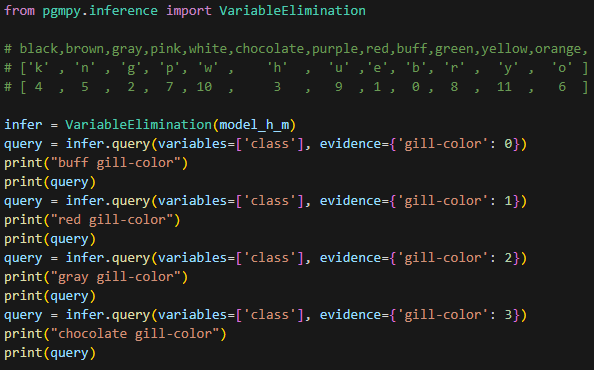 from pgmpy.inference import VariableElimination
# black,brown,gray,pink,white,chocolate,purple,red,buff,green,yellow,orange,
# ['k' , 'n' , 'g', 'p', 'w' ,    'h'  ,  'u' ,'e', 'b', 'r' ,  'y' ,  'o' ]
# [ 4  ,  5  , 2 , 7 , 10  ,     3   ,   9  , 1 , 0 ,  8  ,  11  ,   6  ]
infer = VariableElimination(model_h_m)
query = infer.query(variables=['class'], evidence={'gill-color': 0})
print("buff gill-color")
print(query)
query = infer.query(variables=['class'], evidence={'gill-color': 1})
print("red gill-color")
print(query)
query = infer.query(variables=['class'], evidence={'gill-color': 2})
print("gray gill-color")
print(query)
query = infer.query(variables=['class'], evidence={'gill-color': 3})
print("chocolate gill-color")
print(query)